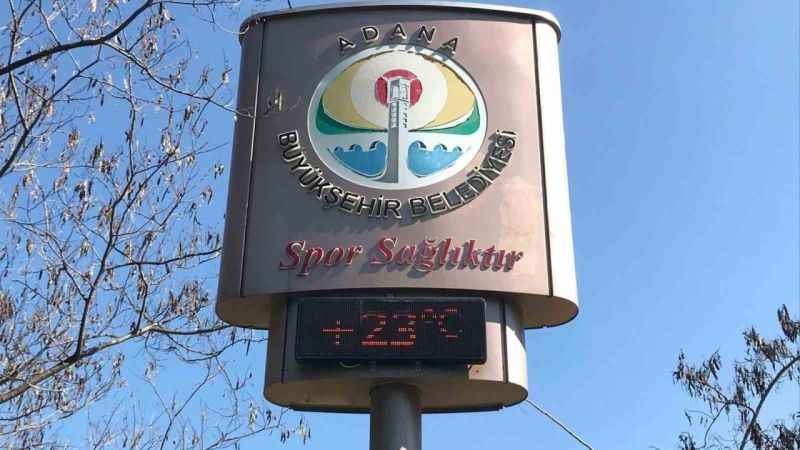 ADANA
BÜYÜKŞEHİR BELEDİYESİ
Spor Sağlıktır
+23°C